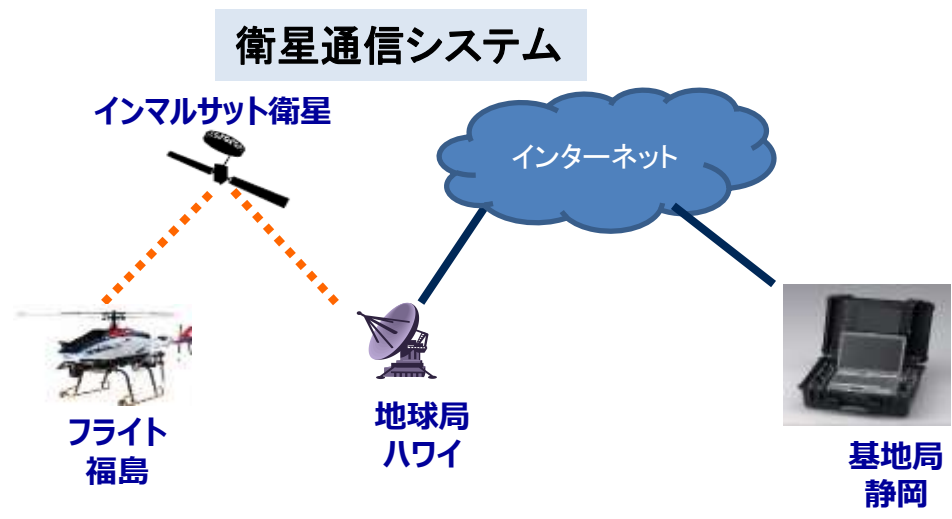 衛星通信システム
インマルサット衛星
インターネット
フライト
福島
地球局
ハワイ
基地局
静岡